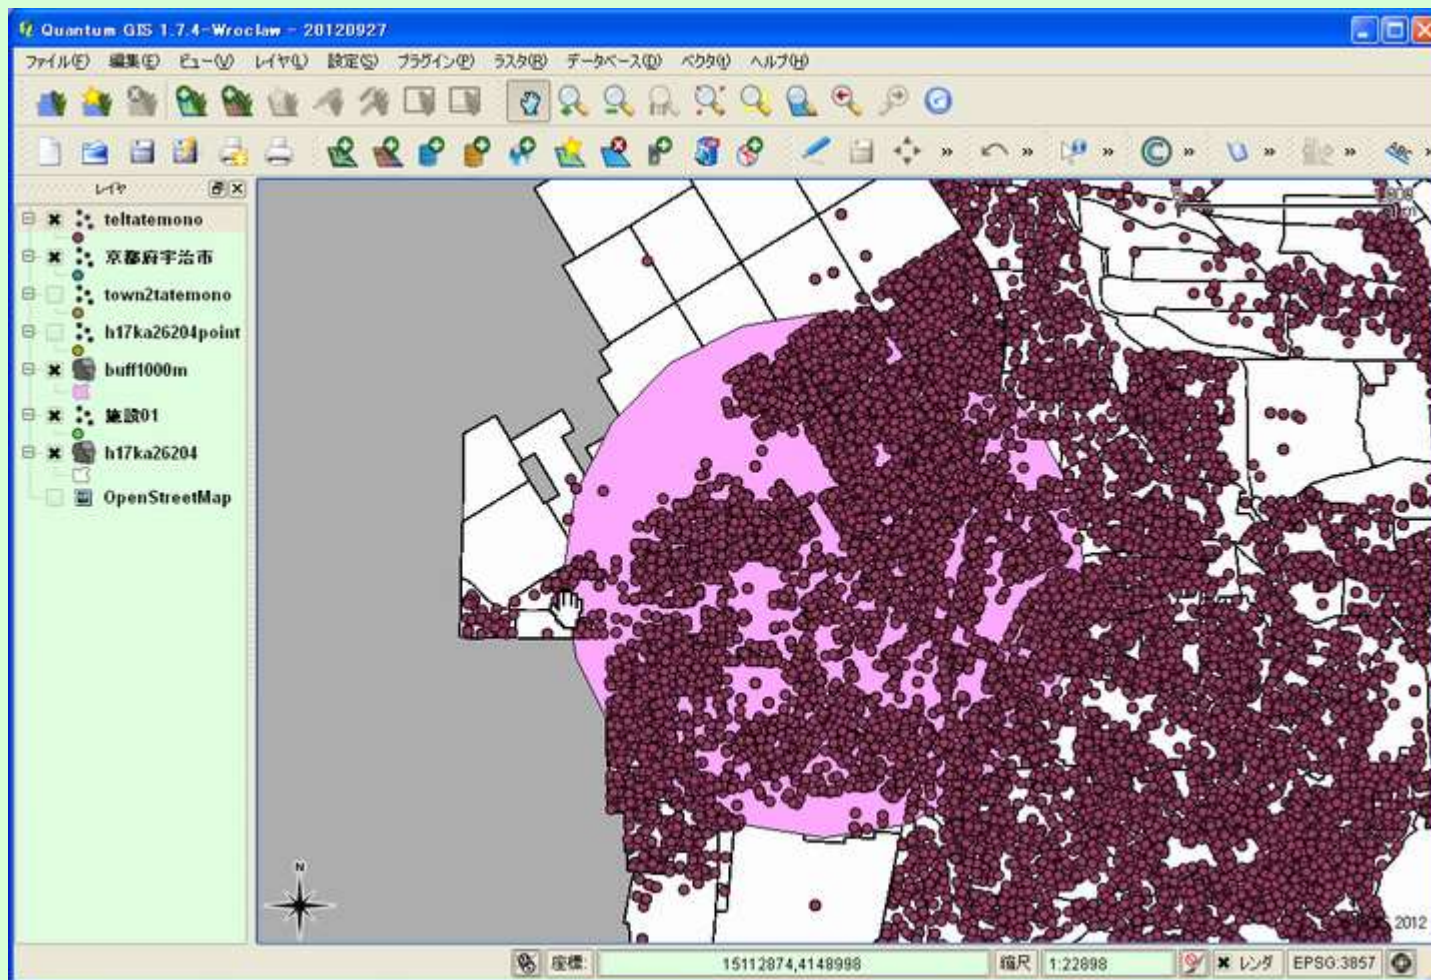 Quantum GIS 1.7.4-Wroclaw - 20120927
ファイル(F) 編集(E) ビュー(V) レイヤ(L) 設定(S) プラグイン(P) ラスタ(R) データベース(D) ベクタ(t) ヘルプ(H)
レイヤ
teltatemono
京都府宇治市
town2tatemono
h17ka26204point
buff1000m
施設01
h17ka26204
OpenStreetMap
N
2012
座標: 15112874,4148998 縮尺 1:22898 レンダ EPSG:3857